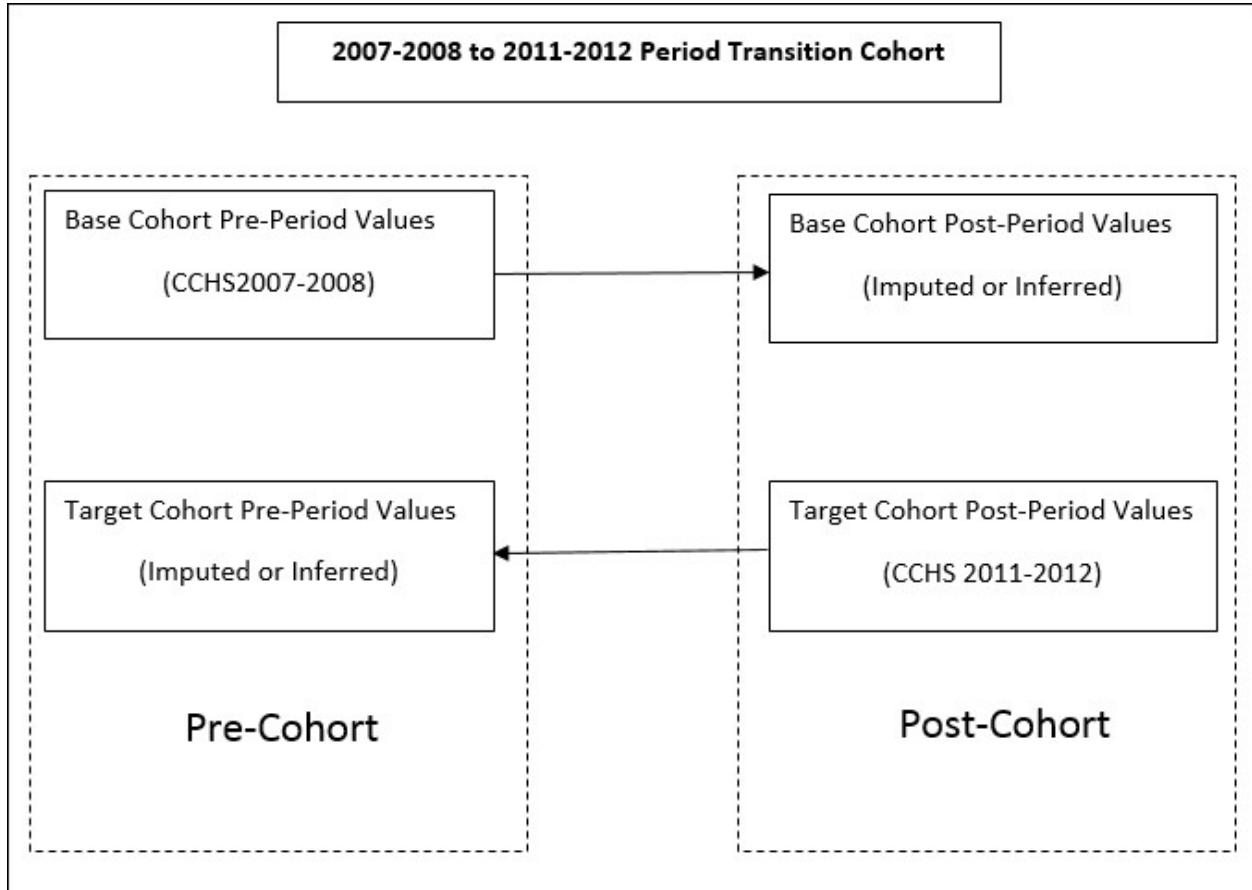 2007-2008 to 2011-2012 Period Transition Cohort
Base Cohort Pre-Period Values
(CCHS2007-2008)
Base Cohort Post-Period Values
(Imputed or Inferred)
Target Cohort Pre-Period Values
(Imputed or Inferred)
Target Cohort Post-Period Values
(CCHS 2011-2012)
Pre-Cohort
Post-Cohort